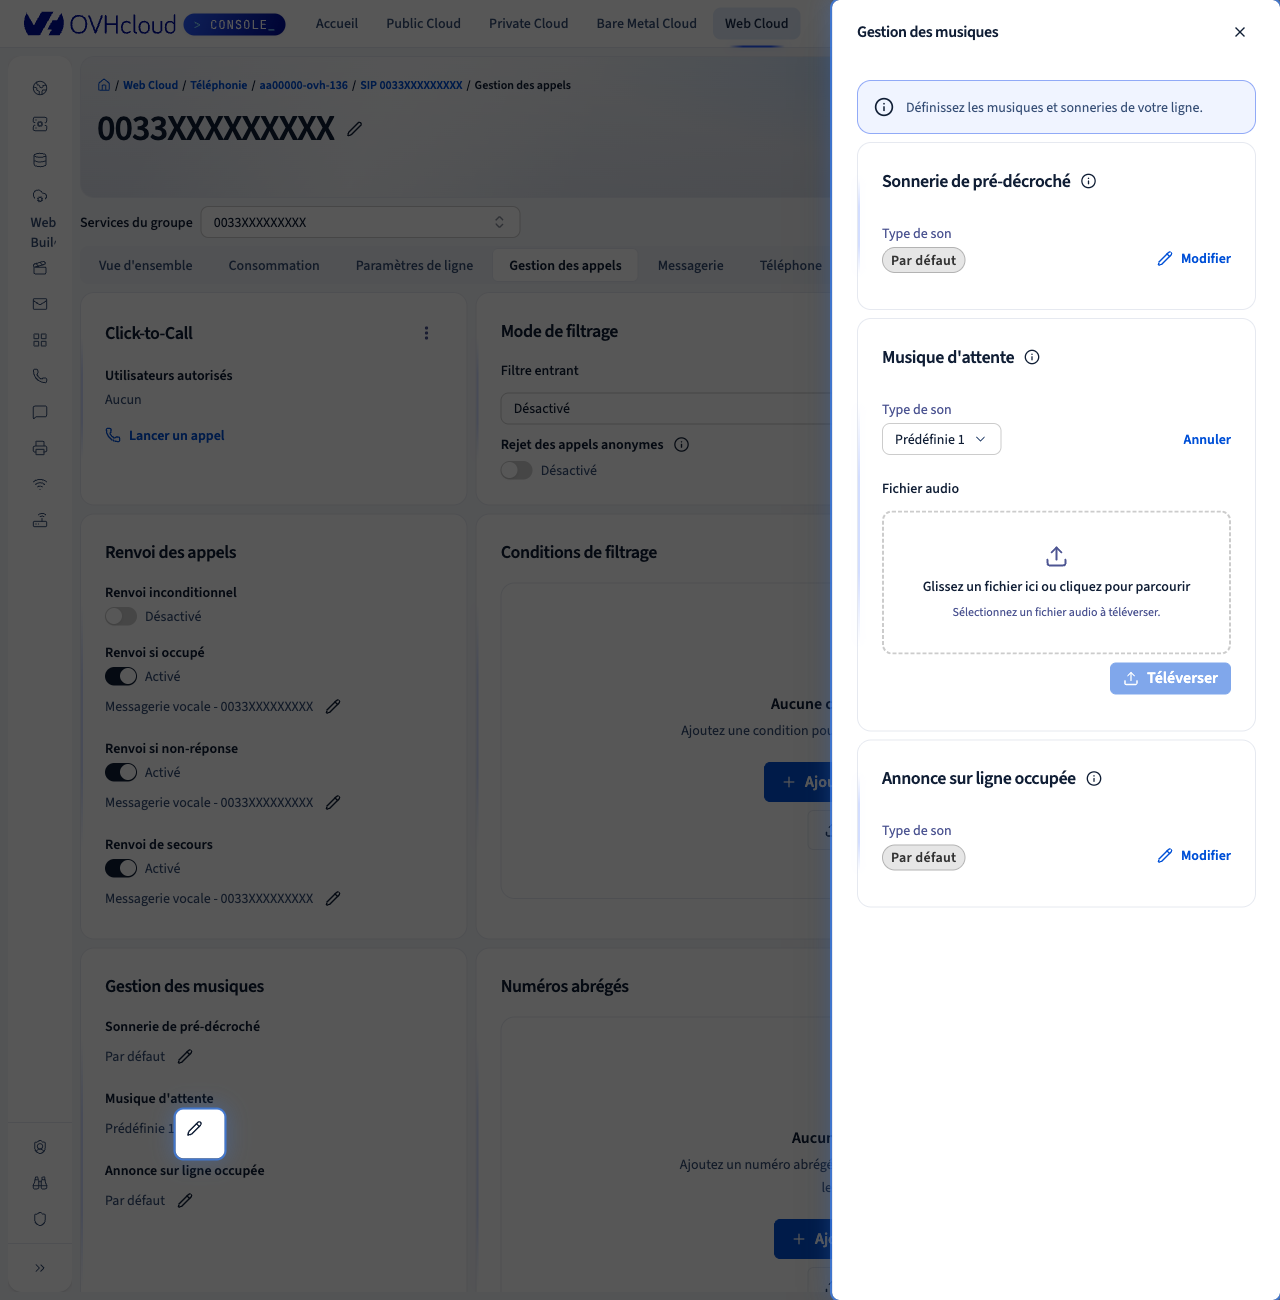 OVHcloud > CONSOLE_ Accueil Public Cloud Private Cloud Bare Metal Cloud Web Cloud
/ Web Cloud / Téléphonie / aa00000-ovh-136 / SIP 0033XXXXXXXXX / Gestion des appels
0033XXXXXXXXX
Services du groupe 0033XXXXXXXXX
Web
Vue d'ensemble Consommation Paramètres de ligne Gestion des appels Messagerie Téléphone
Click-to-Call
Utilisateurs autorisés
Aucun
Lancer un appel
Mode de filtrage
Filtre entrant
Désactivé
Rejet des appels anonymes
Désactivé
Renvoi des appels
Renvoi inconditionnel
Désactivé
Renvoi si occupé
Activé
Messagerie vocale - 0033XXXXXXXXX
Renvoi si non-réponse
Activé
Messagerie vocale - 0033XXXXXXXXX
Renvoi de secours
Activé
Messagerie vocale - 0033XXXXXXXXX
Conditions de filtrage
Aucune
Ajoutez une condition
Gestion des musiques
Sonnerie de pré-décroché
Par défaut
Musique d'attente
Prédéfinie 1
Annonce sur ligne occupée
Par défaut
Numéros abrégés
Ajoutez un numéro abrégé
Gestion des musiques
Définissez les musiques et sonneries de votre ligne.
Sonnerie de pré-décroché
Type de son
Par défaut Modifier
Musique d'attente
Type de son
Prédéfinie 1 Annuler
Fichier audio
Glissez un fichier ici ou cliquez pour parcourir
Sélectionnez un fichier audio à téléverser.
Téléverser
Annonce sur ligne occupée
Type de son
Par défaut Modifier